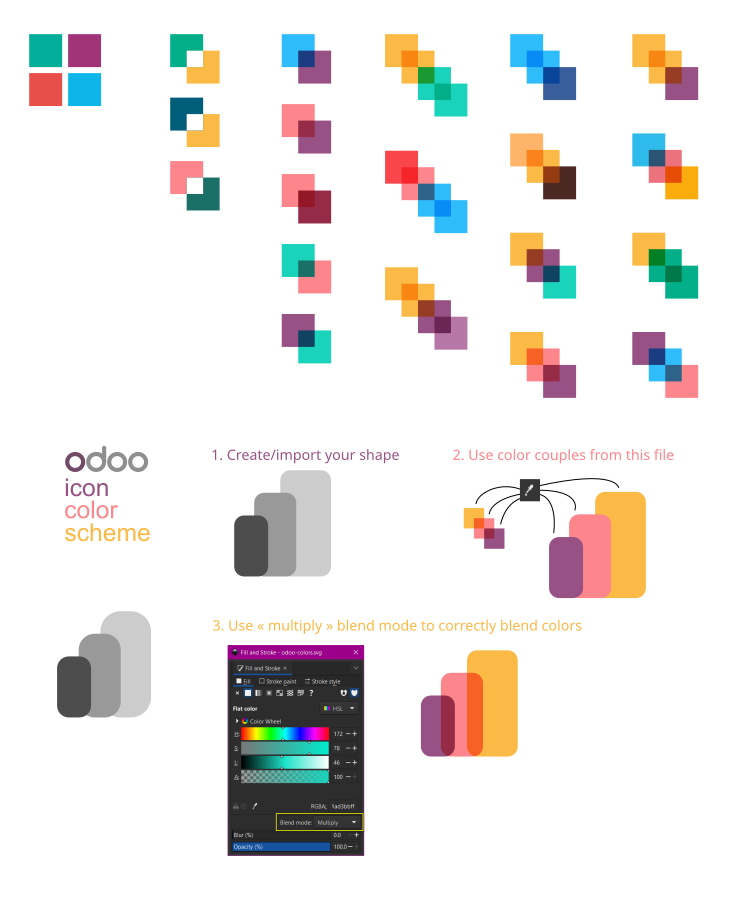 odoo
icon
color
scheme
1. Create/import your shape
2. Use color couples from this file
3. Use « multiply » blend mode to correctly blend colors
Fill and Stroke - odoo-colors.svg
Fill and Stroke
Fill Stroke paint Stroke style
?
Flat color HSL
Color Wheel
H: 172
S: 78
L: 46
A: 100
RGBA: 1ad3bbff
Blend mode: Multiply
Blur (%) 0.0
Opacity (%) 100.0